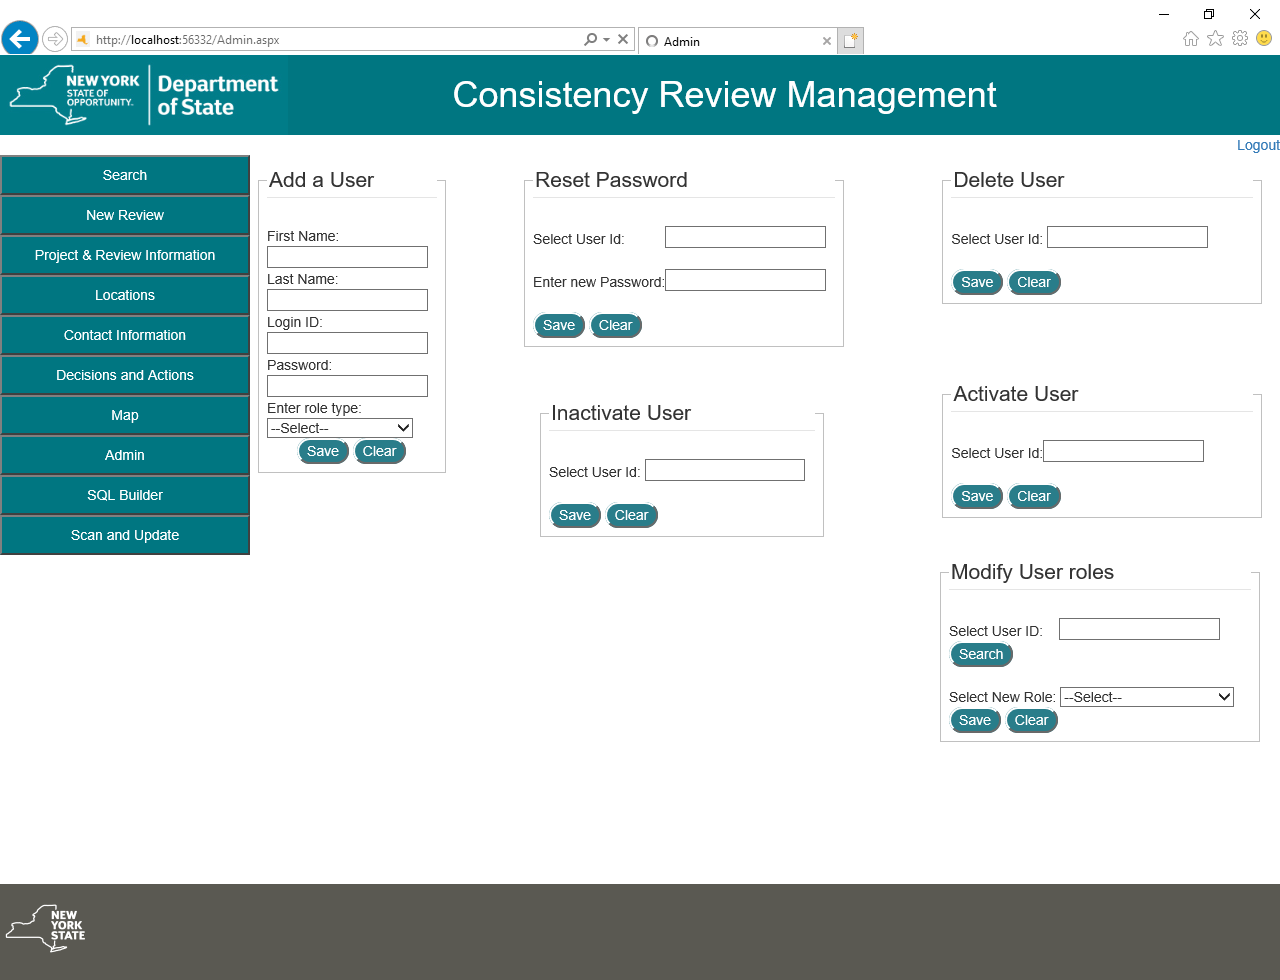 http://localhost:56332/Admin.aspx
Admin
NEW YORK
STATE OF
OPPORTUNITY.
Department
of State
Consistency Review Management
Logout
Search
New Review
Project & Review Information
Locations
Contact Information
Decisions and Actions
Map
Admin
SQL Builder
Scan and Update
Add a User
First Name:
Last Name:
Login ID:
Password:
Enter role type:
--Select--
Save Clear
Reset Password
Select User Id:
Enter new Password:
Save Clear
Inactivate User
Select User Id:
Save Clear
Delete User
Select User Id:
Save Clear
Activate User
Select User Id:
Save Clear
Modify User roles
Select User ID:
Search
Select New Role: --Select--
Save Clear
NEW
YORK
STATE